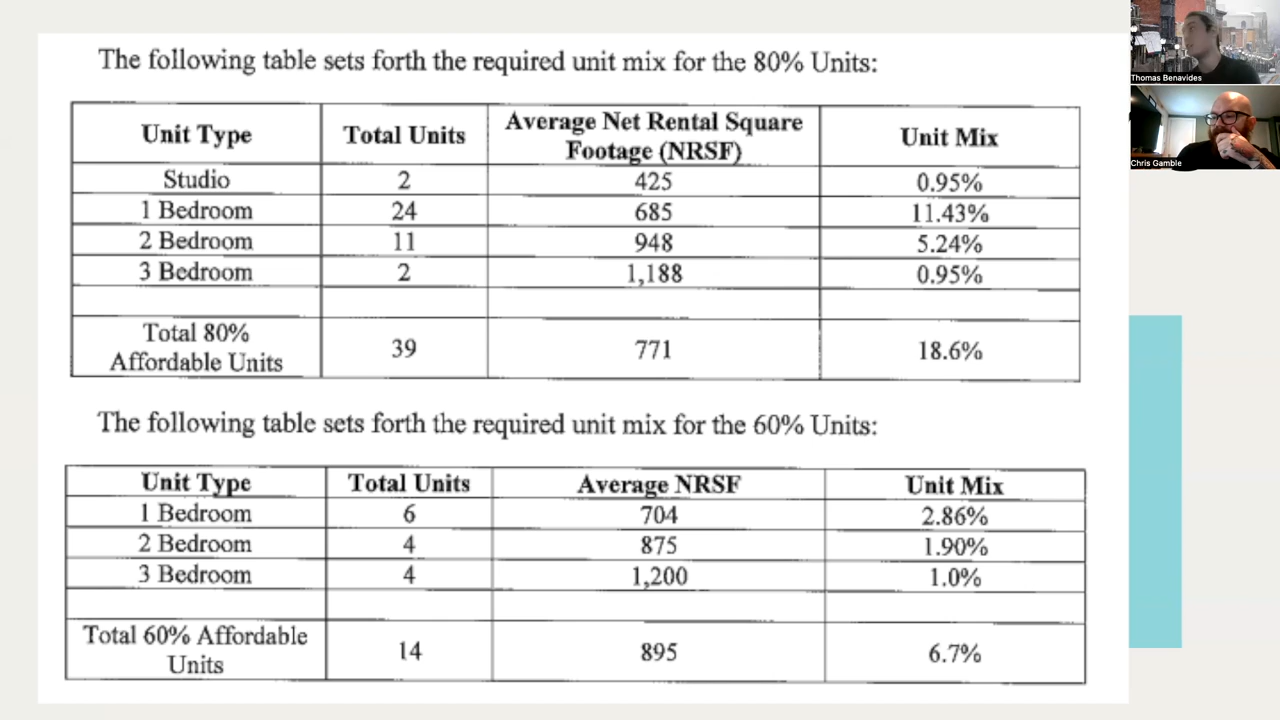 The following table sets forth the required unit mix for the 80% Units:
Unit Type Total Units Average Net Rental Square Footage (NRSF) Unit Mix
Studio 2 425 0.95%
1 Bedroom 24 685 11.43%
2 Bedroom 11 948 5.24%
3 Bedroom 2 1,188 0.95%
Total 80% Affordable Units 39 771 18.6%
The following table sets forth the required unit mix for the 60% Units:
Unit Type Total Units Average NRSF Unit Mix
1 Bedroom 6 704 2.86%
2 Bedroom 4 875 1.90%
3 Bedroom 4 1,200 1.0%
Total 60% Affordable Units 14 895 6.7%
Thomas Benavides
Chris Gamble